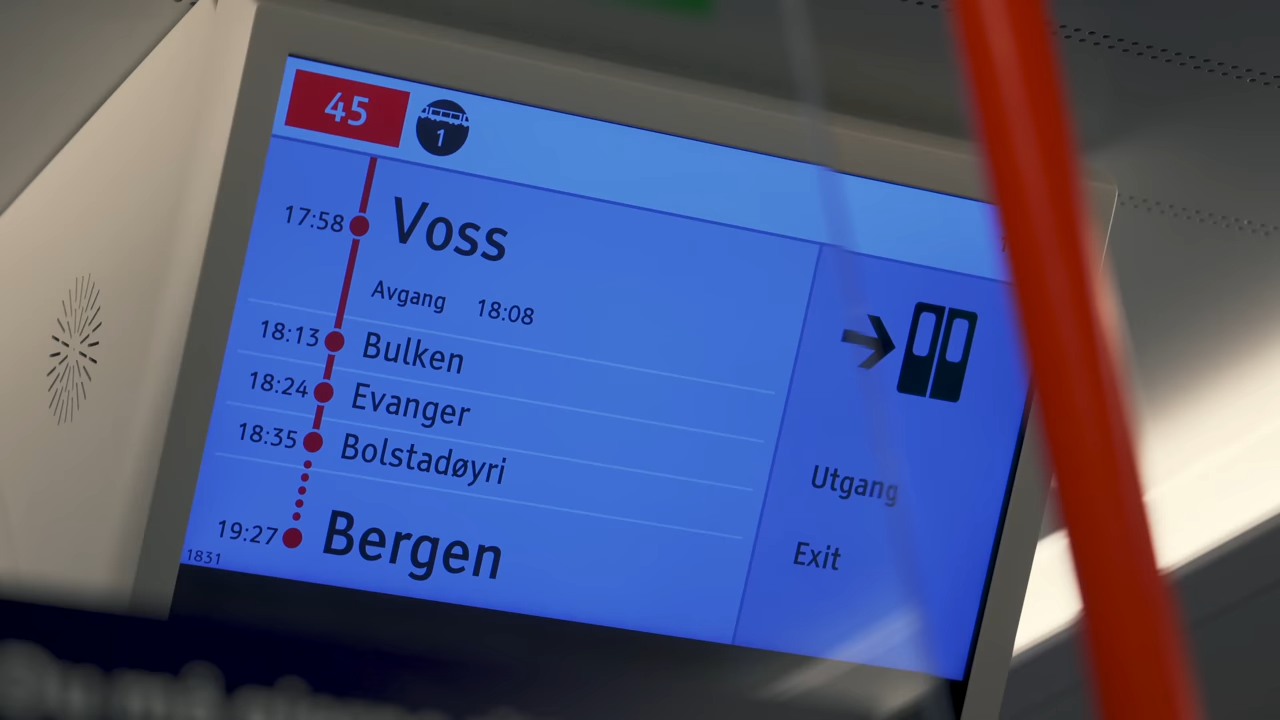 45
1
17:58 Voss
Avgang 18:08
18:13 Bulken
18:24 Evanger
18:35 Bolstadøyri
19:27 Bergen
1831
Utgang
Exit